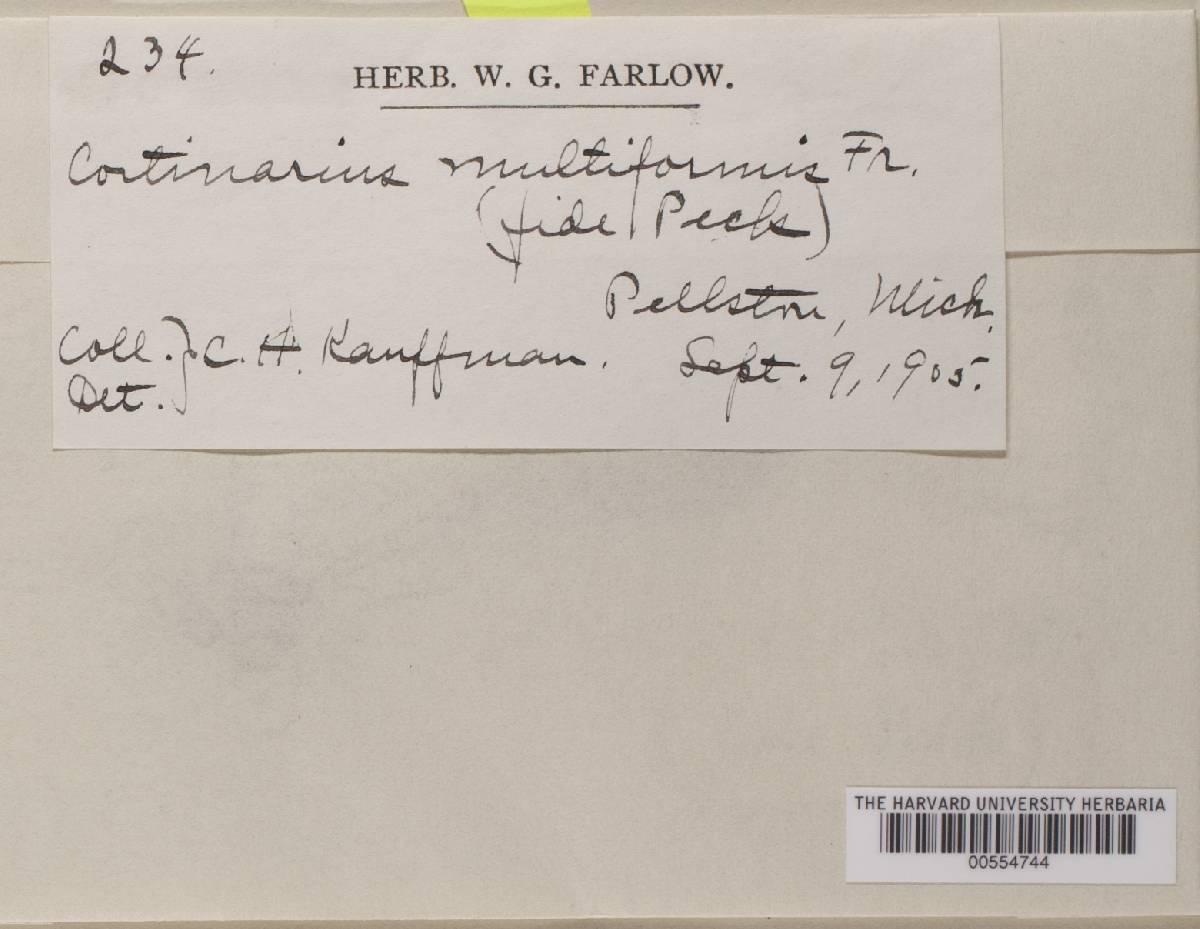 234.
HERB. W. G. FARLOW.
Cortinarius multiformis Fr.
(fide Peck)
Pellston, Mich.
Coll. } C. H. Kauffman. Sept. 9, 1905.
Det.
THE HARVARD UNIVERSITY HERBARIA
00554744